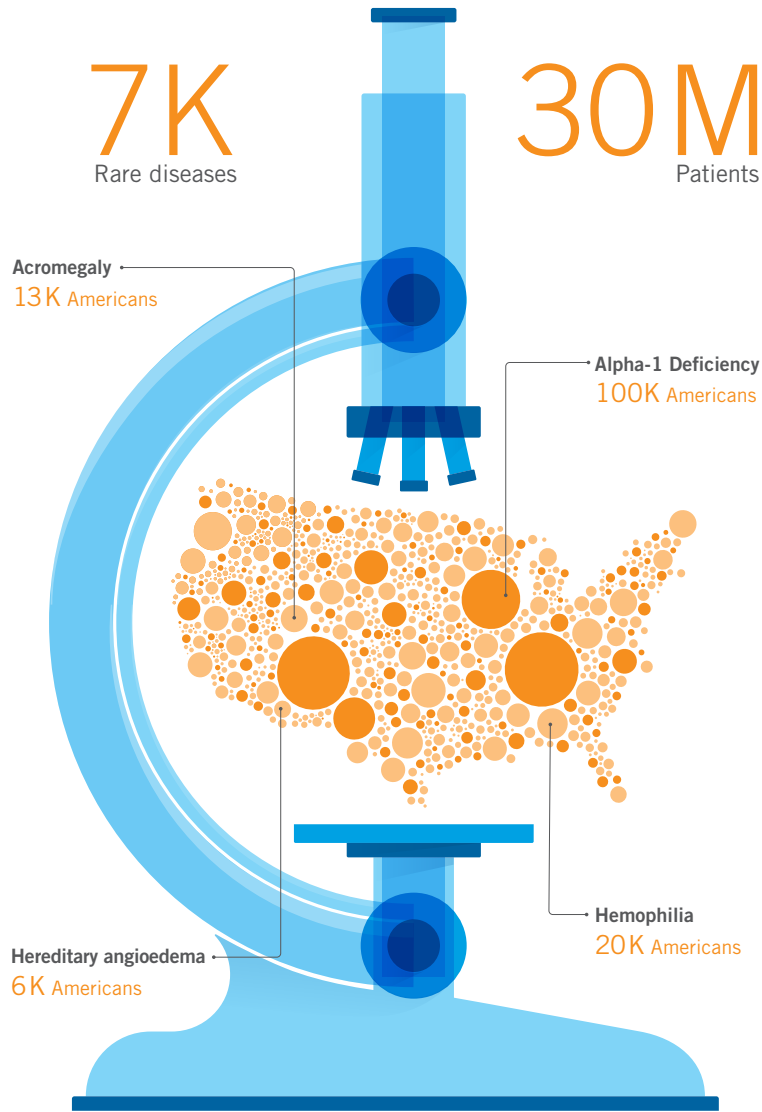 7K
Rare diseases
30M
Patients
Acromegaly
13K Americans
Alpha-1 Deficiency
100K Americans
Hemophilia
20K Americans
Hereditary angioedema
6K Americans